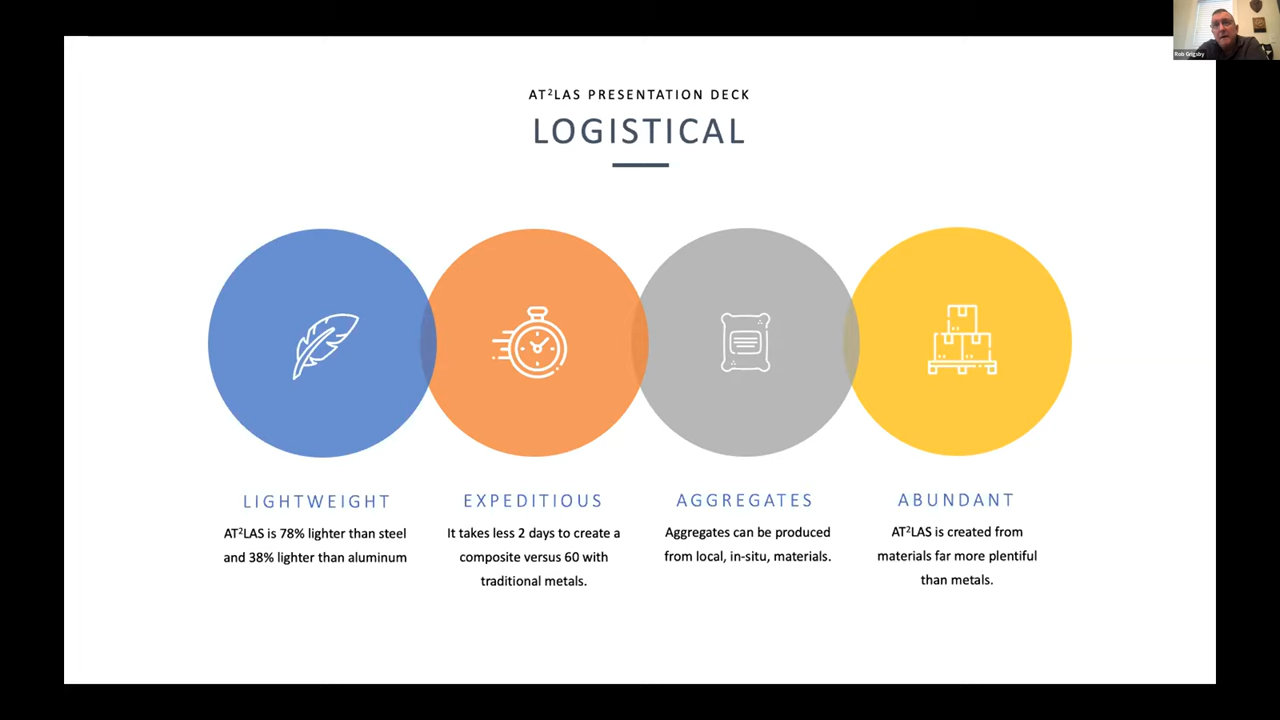 Rob Grigsby
AT²LAS PRESENTATION DECK
LOGISTICAL
LIGHTWEIGHT
AT²LAS is 78% lighter than steel
and 38% lighter than aluminum
EXPEDITIOUS
It takes less 2 days to create a
composite versus 60 with
traditional metals.
AGGREGATES
Aggregates can be produced
from local, in-situ, materials.
ABUNDANT
AT²LAS is created from
materials far more plentiful
than metals.